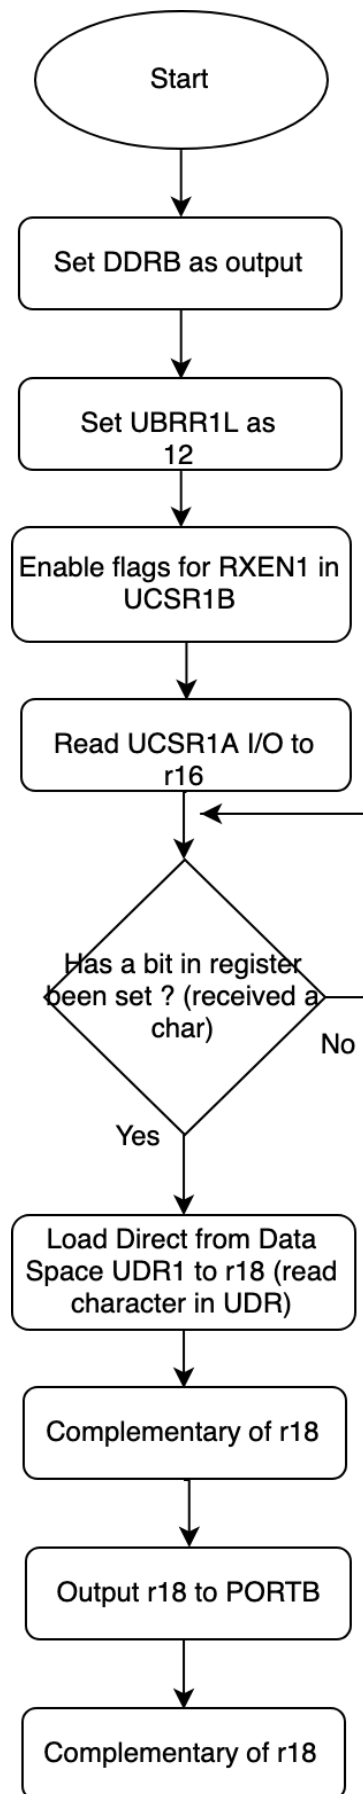 Start
Set DDRB as output
Set UBRR1L as
12
Enable flags for RXEN1 in
UCSR1B
Read UCSR1A I/O to
r16
Has a bit in register
been set ? (received a
char)
No
Yes
Load Direct from Data
Space UDR1 to r18 (read
character in UDR)
Complementary of r18
Output r18 to PORTB
Complementary of r18